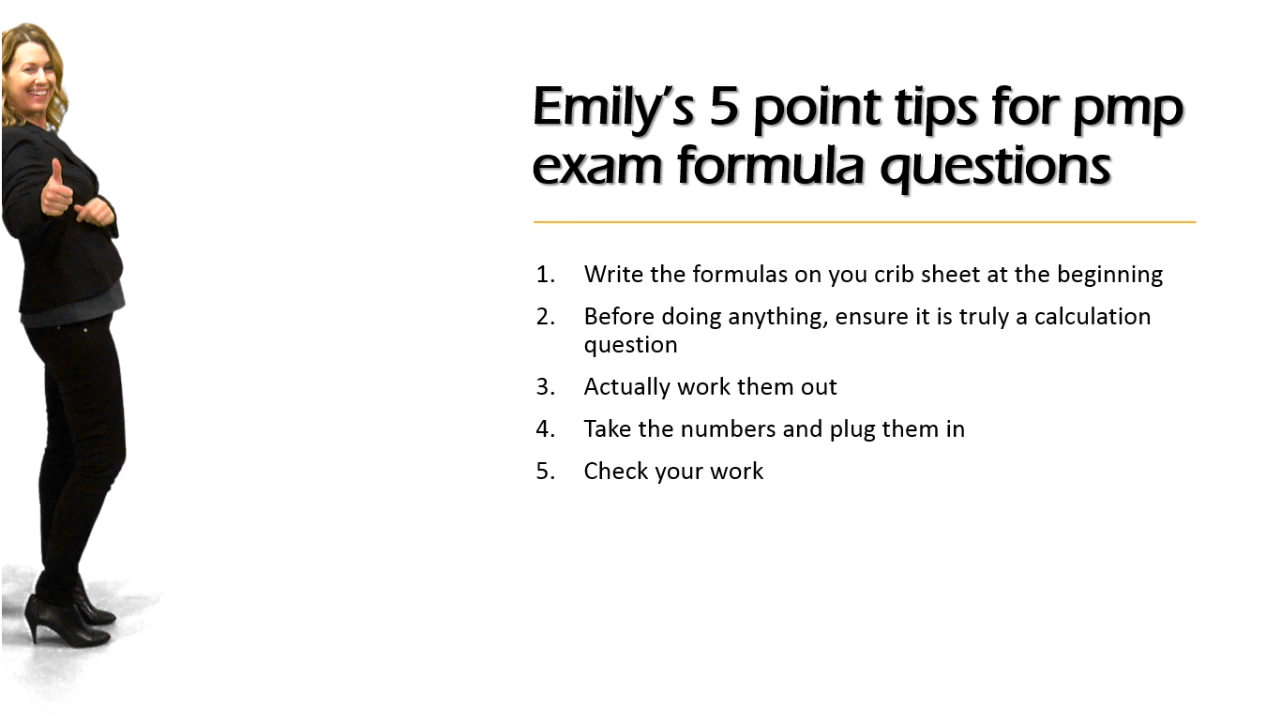 Emily’s 5 point tips for pmp
exam formula questions
1. Write the formulas on you crib sheet at the beginning
2. Before doing anything, ensure it is truly a calculation
question
3. Actually work them out
4. Take the numbers and plug them in
5. Check your work